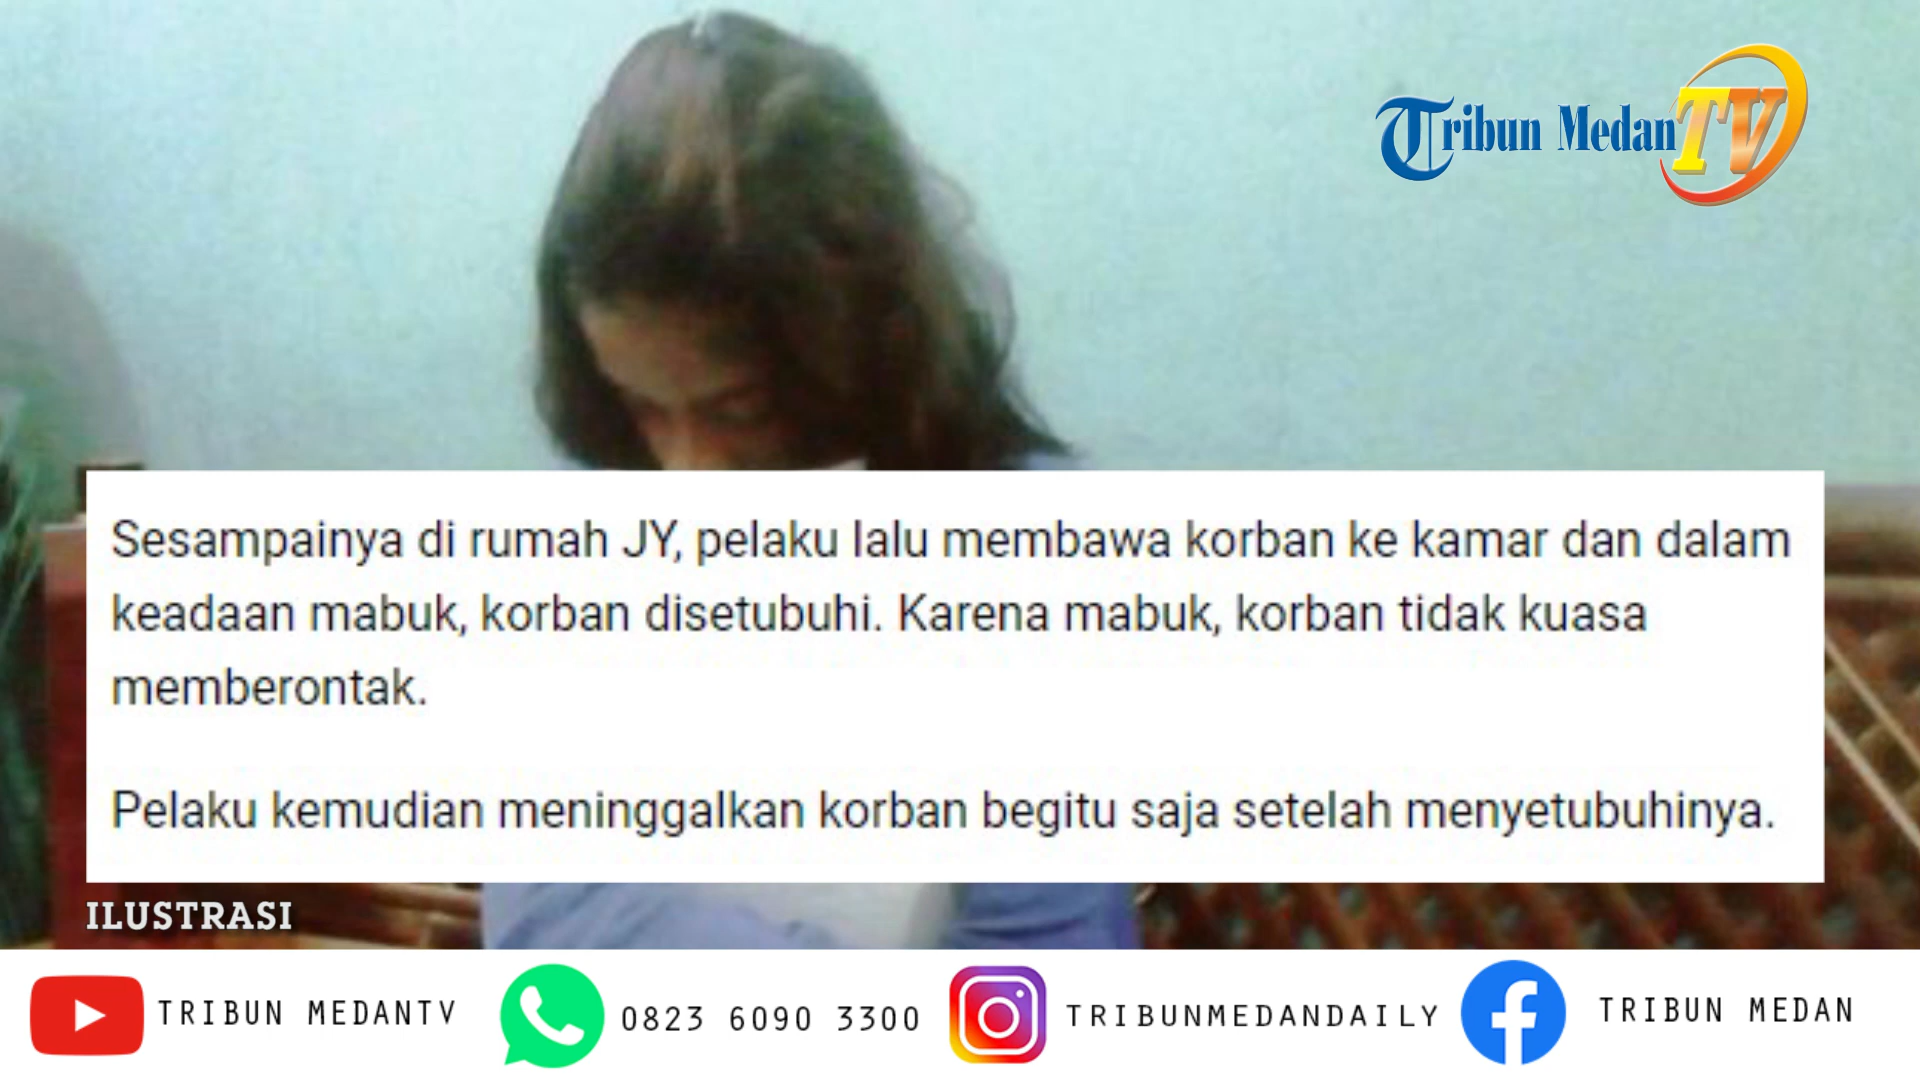 Tribun Medan TV
Sesampainya di rumah JY, pelaku lalu membawa korban ke kamar dan dalam
keadaan mabuk, korban disetubuhi. Karena mabuk, korban tidak kuasa
memberontak.
Pelaku kemudian meninggalkan korban begitu saja setelah menyetubuhinya.
ILUSTRASI
TRIBUN MEDANTV
0823 6090 3300
TRIBUNMEDANDAILY
TRIBUN MEDAN